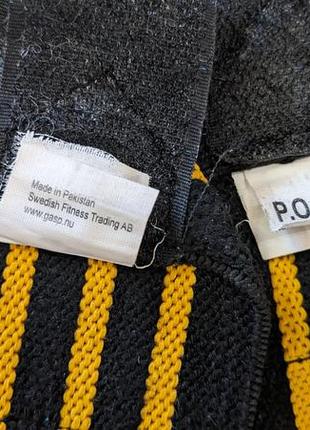 Made in Pakistan
Swedish Fitness Trading AB
www.gasp.nu
P.O